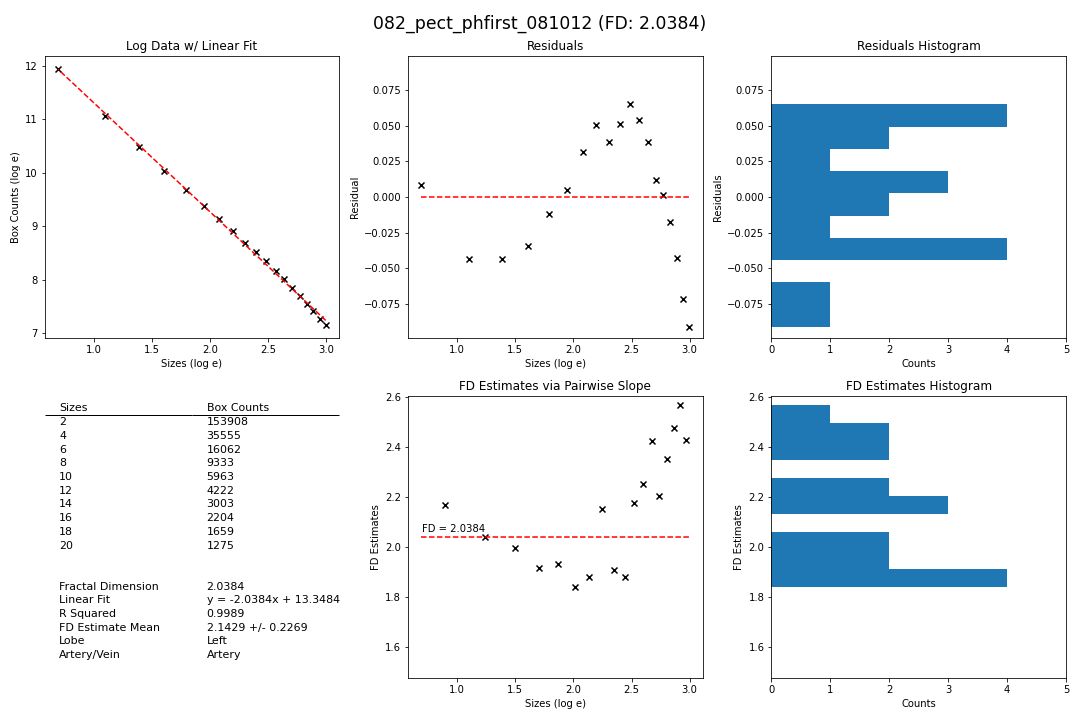 082_pect_phfirst_081012 (FD: 2.0384)
Log Data w/ Linear Fit
Box Counts (log e)
12
11
10
9
8
7
1.0 1.5 2.0 2.5 3.0
Sizes (log e)
Residuals
Residual
0.075
0.050
0.025
0.000
−0.025
−0.050
−0.075
1.0 1.5 2.0 2.5 3.0
Sizes (log e)
Residuals Histogram
Residuals
0.075
0.050
0.025
0.000
−0.025
−0.050
−0.075
0 1 2 3 4 5
Counts
Sizes Box Counts
2 153908
4 35555
6 16062
8 9333
10 5963
12 4222
14 3003
16 2204
18 1659
20 1275
Fractal Dimension 2.0384
Linear Fit y = -2.0384x + 13.3484
R Squared 0.9989
FD Estimate Mean 2.1429 +/- 0.2269
Lobe Left
Artery/Vein Artery
FD Estimates via Pairwise Slope
FD Estimates
2.6
2.4
2.2
2.0
1.8
1.6
FD = 2.0384
1.0 1.5 2.0 2.5 3.0
Sizes (log e)
FD Estimates Histogram
FD Estimates
2.6
2.4
2.2
2.0
1.8
1.6
0 1 2 3 4 5
Counts